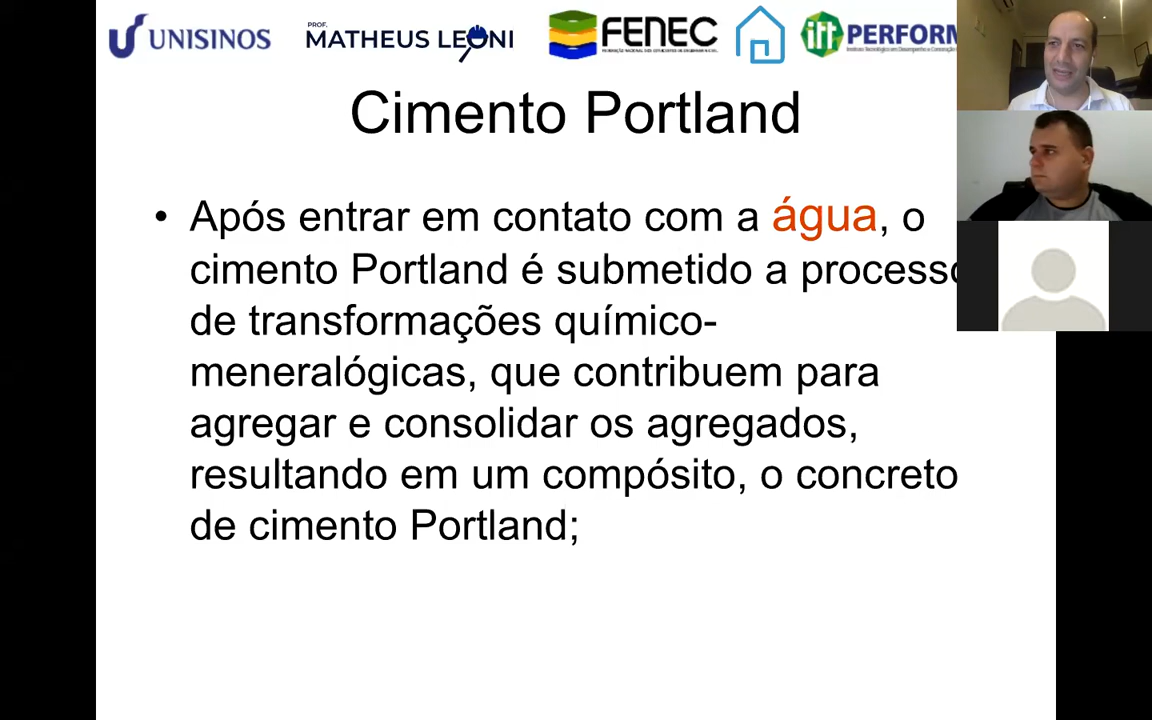 UNISINOS
PROF.
MATHEUS LEONI
FENEC
PERFORM
Cimento Portland
• Após entrar em contato com a água, o
cimento Portland é submetido a processo
de transformações químico-
meneralógicas, que contribuem para
agregar e consolidar os agregados,
resultando em um compósito, o concreto
de cimento Portland;